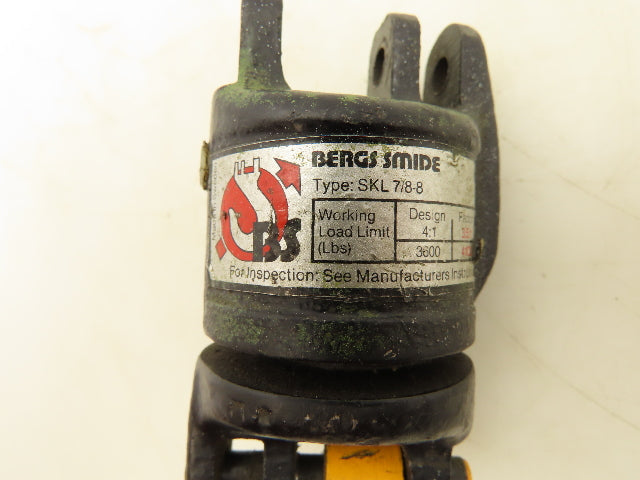 BERGS SMIDE
Type: SKL 7/8-8
BS
Working Load Limit (Lbs)
Design 4:1
3600
For Inspection: See Manufacturers